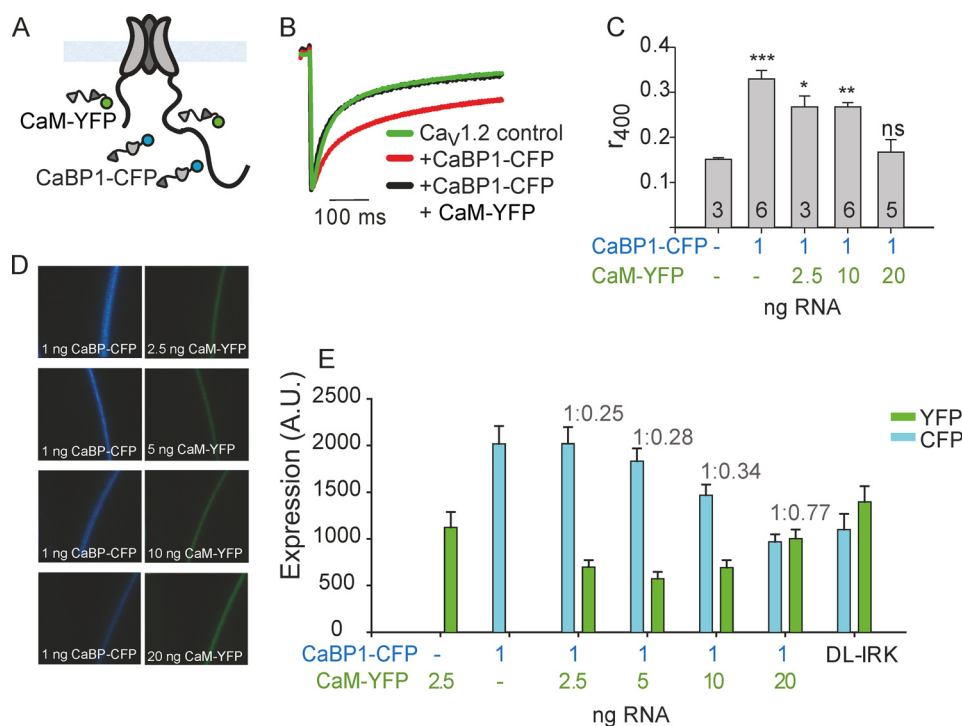 A
CaM-YFP
CaBP1-CFP
B
CaV1.2 control
+CaBP1-CFP
+CaBP1-CFP
+ CaM-YFP
100 ms
C
r400
0.4
0.3
0.2
0.1
***
*
**
ns
3
6
3
6
5
CaBP1-CFP - 1 1 1 1
CaM-YFP - - 2.5 10 20
ng RNA
D
1 ng CaBP-CFP
2.5 ng CaM-YFP
1 ng CaBP-CFP
5 ng CaM-YFP
1 ng CaBP-CFP
10 ng CaM-YFP
1 ng CaBP-CFP
20 ng CaM-YFP
E
Expression (A.U.)
2500
2000
1500
1000
500
0
1:0.25
1:0.28
1:0.34
1:0.77
YFP
CFP
CaBP1-CFP - 1 1 1 1 1 DL-IRK
CaM-YFP 2.5 - 2.5 5 10 20
ng RNA